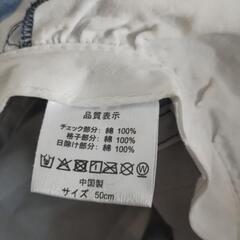 品質表示
チェック部分: 綿 100%
格子部分: 綿 100%
日除け部分: 綿 100%
中国製
サイズ 50cm